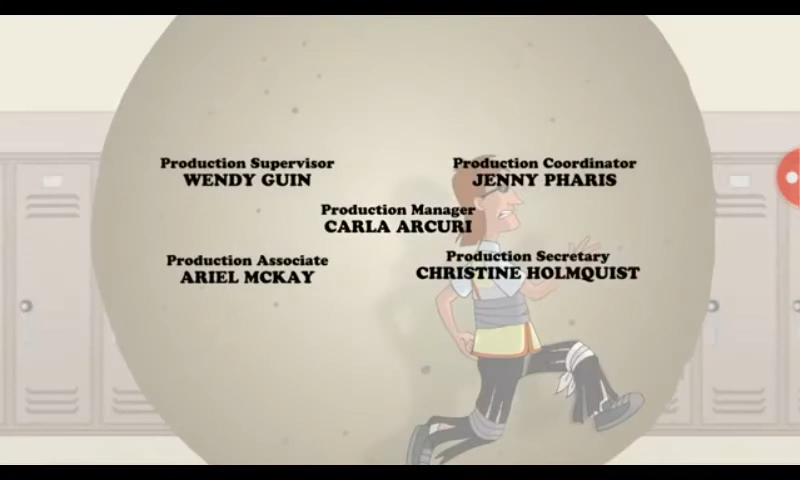 Production Supervisor
WENDY GUIN
Production Coordinator
JENNY PHARIS
Production Manager
CARLA ARCURI
Production Associate
ARIEL MCKAY
Production Secretary
CHRISTINE HOLMQUIST